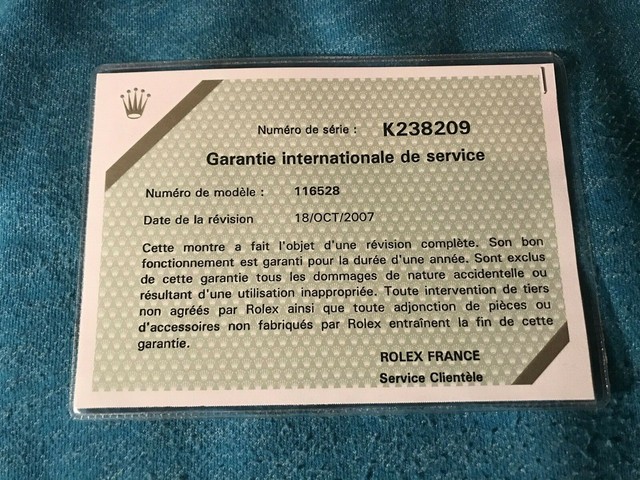 Numéro de série : K238209
Garantie internationale de service
Numéro de modèle : 116528
Date de la révision 18/OCT/2007
Cette montre a fait l'objet d'une révision complète. Son bon
fonctionnement est garanti pour la durée d'une année. Sont exclus
de cette garantie tous les dommages de nature accidentelle ou
résultant d'une utilisation inappropriée. Toute intervention de tiers
non agréés par Rolex ainsi que toute adjonction de pièces ou
d'accessoires non fabriqués par Rolex entraînent la fin de cette
garantie.
ROLEX FRANCE
Service Clientèle